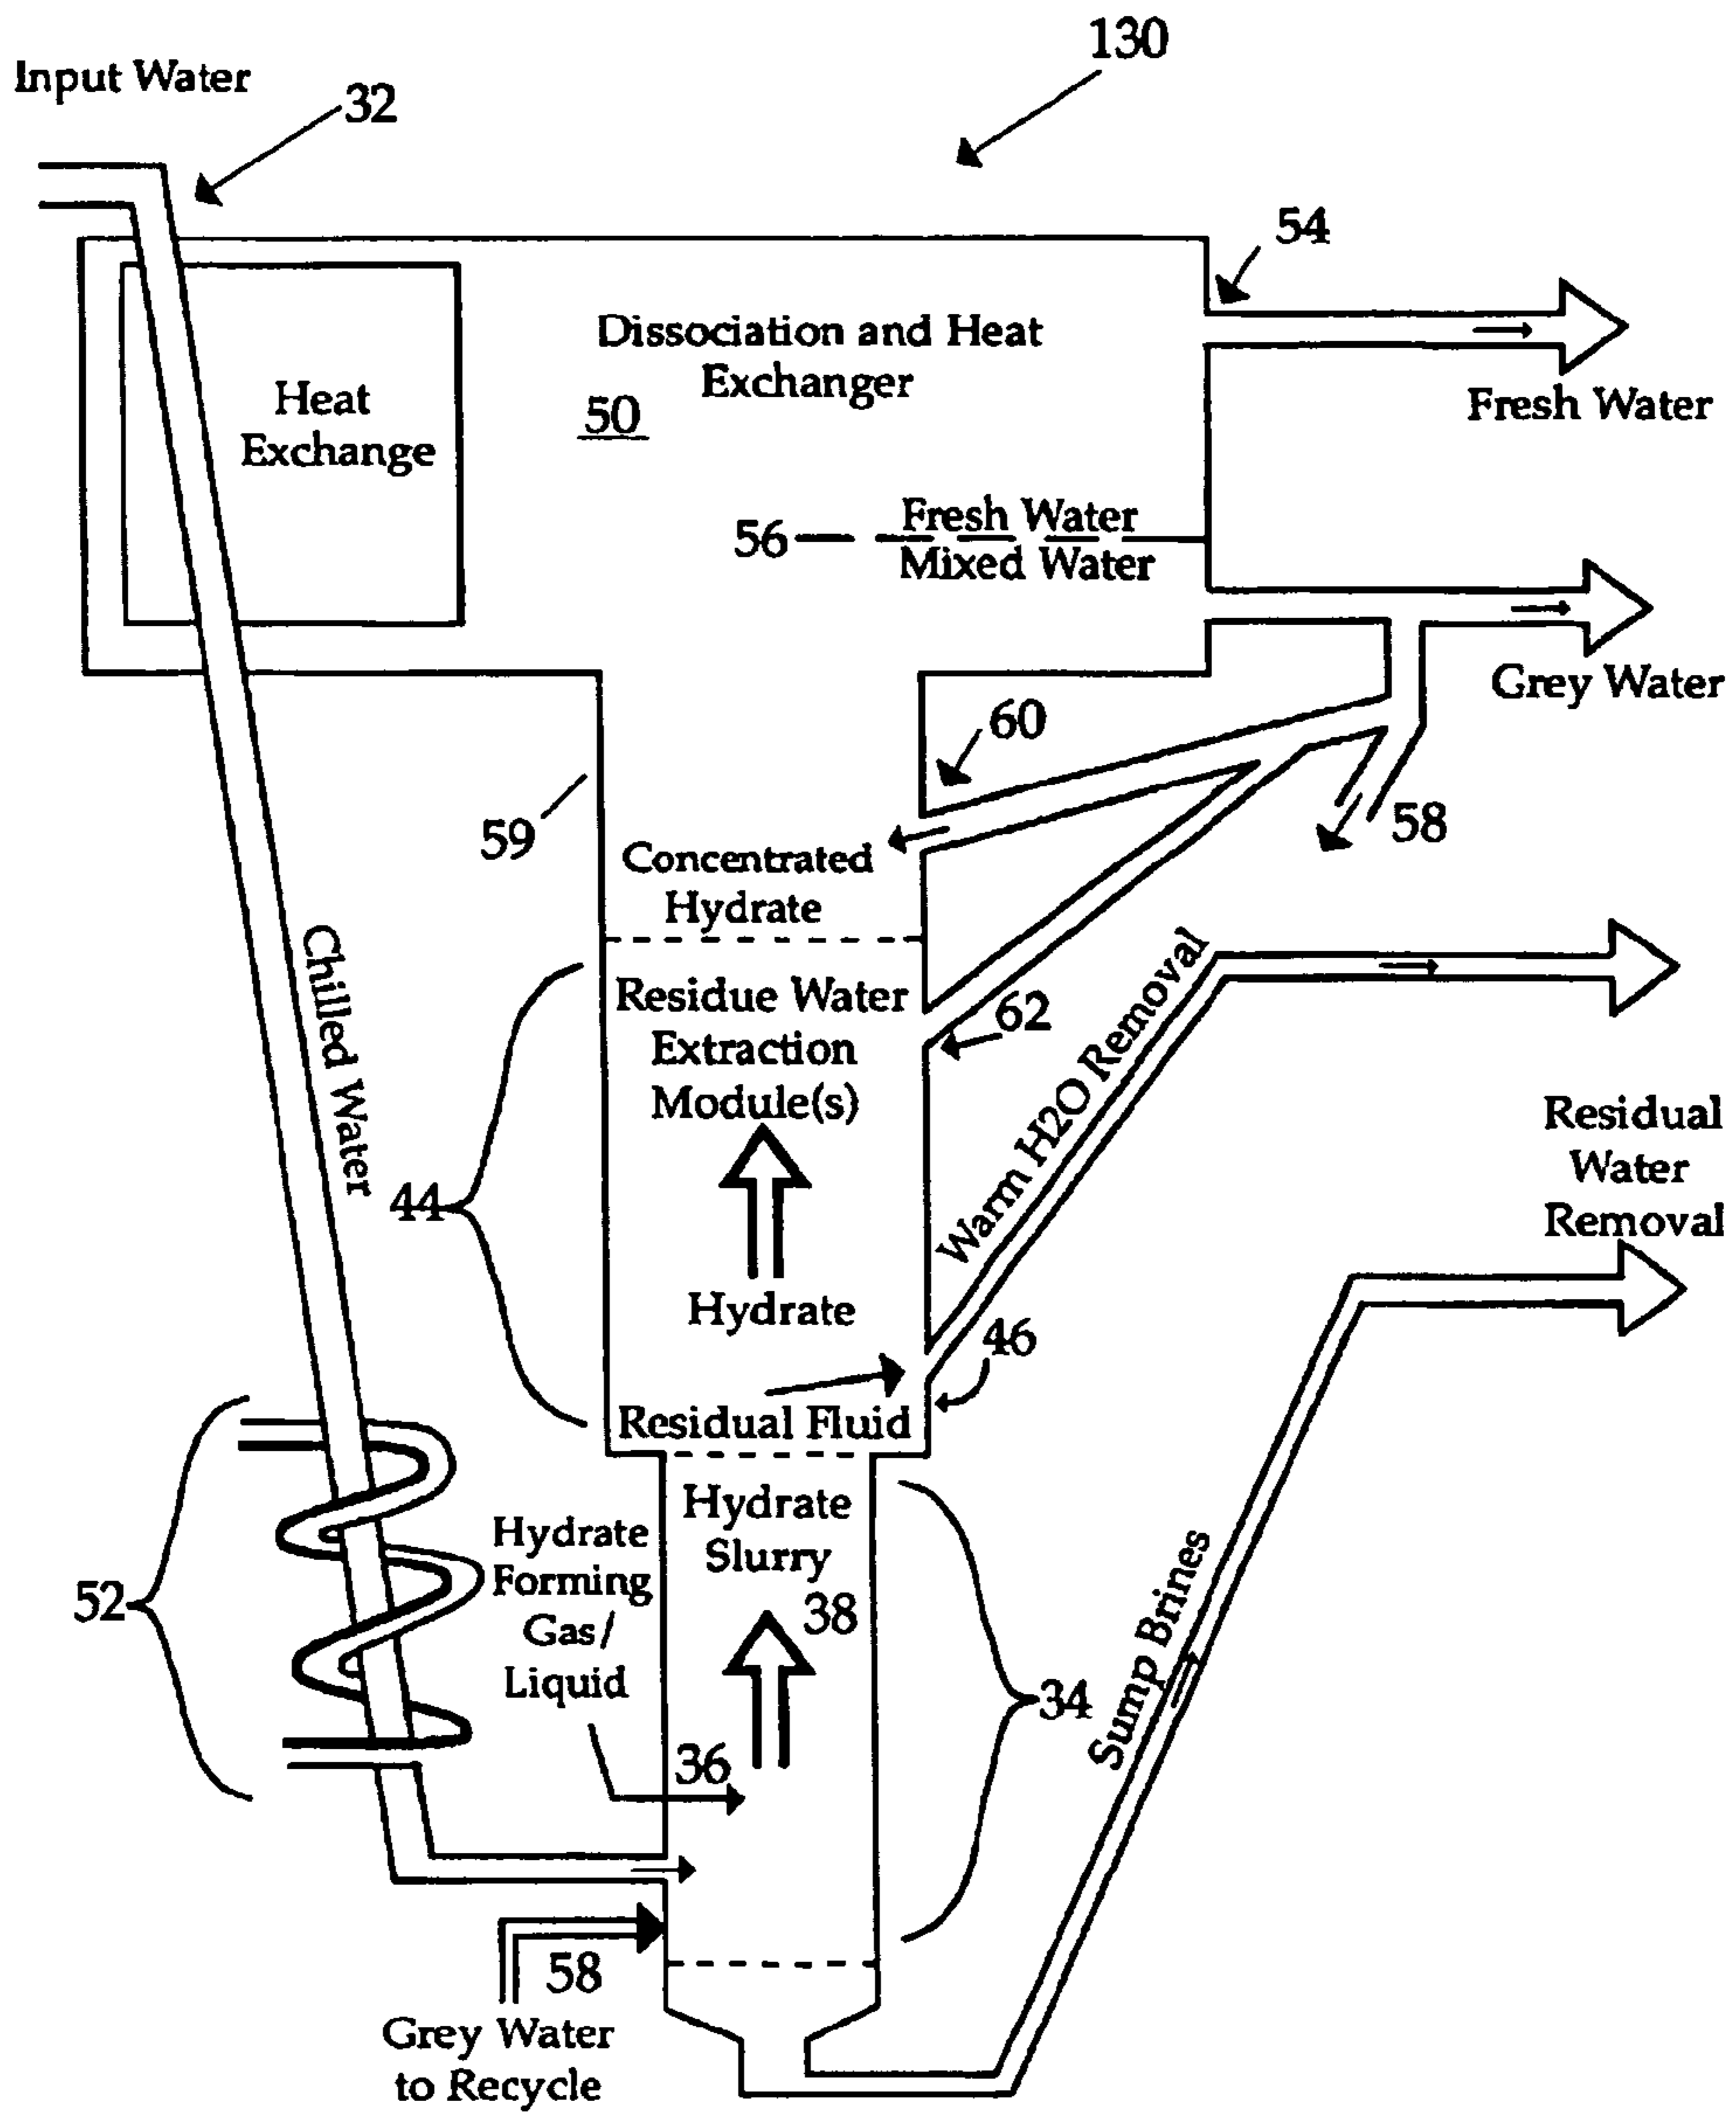 130
Input Water
32
54
Dissociation and Heat
Exchanger
50
Heat
Exchange
Fresh Water
56
Fresh Water
Mixed Water
Grey Water
60
59
58
Concentrated
Hydrate
Chilled Water
Residue Water
Extraction
Module(s)
62
Warm H2O Removal
Residual
Water
Removal
44
Hydrate
46
Residual Fluid
Hydrate
Slurry
38
Hydrate
Forming
Gas/
Liquid
52
34
Sump Brines
36
58
Grey Water
to Recycle